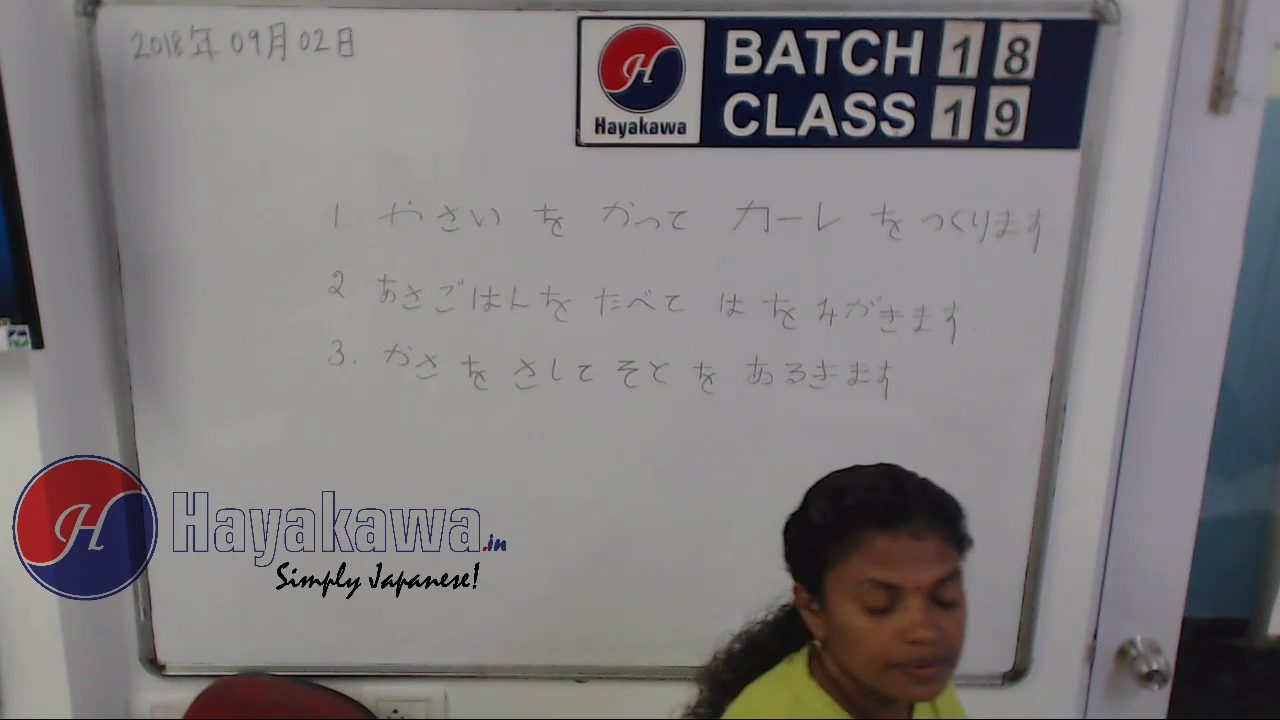 2018年 09月 02日
H
Hayakawa
BATCH 18
CLASS 19
1 やさい を かって カーレ を つくります
2 あさごはんを たべて は を みがきます
3. かさ を さして そと を あるきます
H
Hayakawa.in
Simply Japanese!